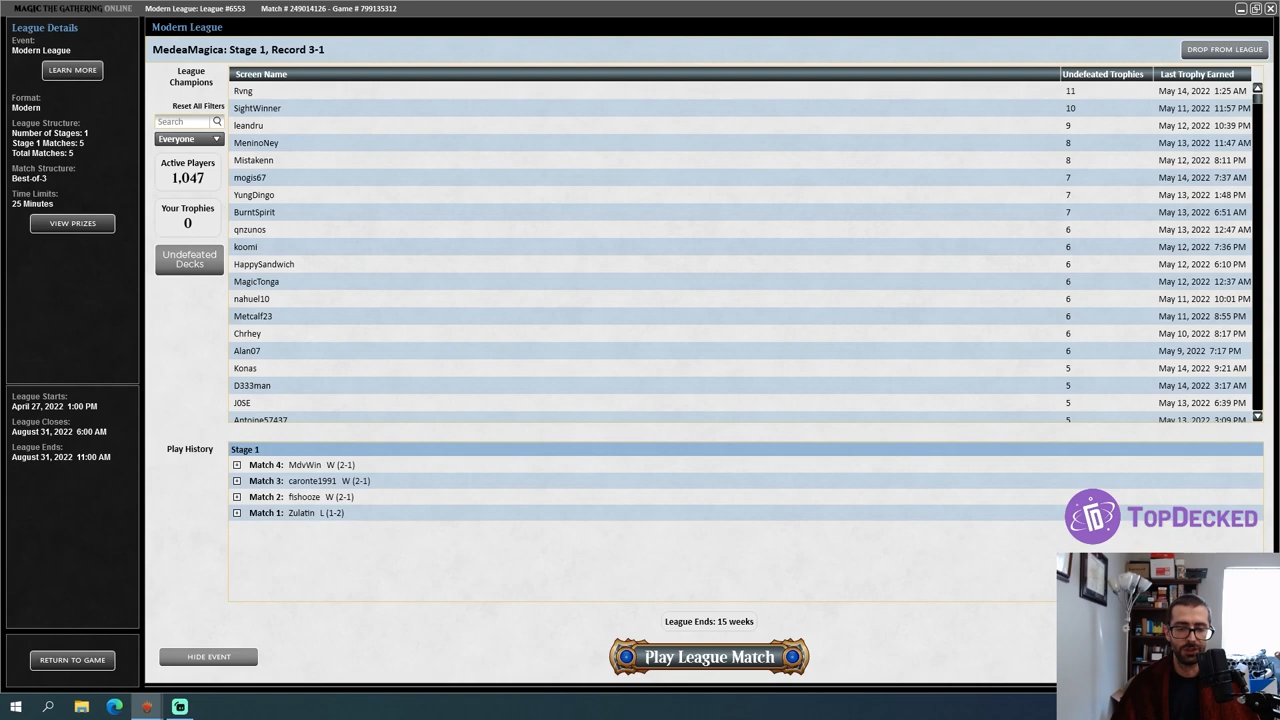 MAGIC THE GATHERING ONLINE
Modern League: League #6553
Match # 249014126 - Game # 799135312
League Details
Event:
Modern League
LEARN MORE
Format:
Modern
League Structure:
Number of Stages: 1
Stage 1 Matches: 5
Total Matches: 5
Match Structure:
Best-of-3
Time Limits:
25 Minutes
VIEW PRIZES
League Starts:
April 27, 2022 1:00 PM
League Closes:
August 31, 2022 6:00 AM
League Ends:
August 31, 2022 11:00 AM
RETURN TO GAME
Modern League
MedeaMagica: Stage 1, Record 3-1
DROP FROM LEAGUE
League Champions
Reset All Filters
Search
Everyone
Active Players
1,047
Your Trophies
0
Undefeated Decks
Screen Name Undefeated Trophies Last Trophy Earned
Rvng 11 May 14, 2022 1:25 AM
SightWinner 10 May 11, 2022 11:57 PM
leandru 9 May 12, 2022 10:39 PM
MeninoNey 8 May 13, 2022 11:47 AM
Mistakenn 8 May 12, 2022 8:11 PM
mogis67 7 May 14, 2022 7:37 AM
YungDingo 7 May 13, 2022 1:48 PM
BurntSpirit 7 May 13, 2022 6:51 AM
qnzunos 6 May 13, 2022 12:47 AM
koomi 6 May 12, 2022 7:36 PM
HappySandwich 6 May 12, 2022 6:10 PM
MagicTonga 6 May 12, 2022 12:37 AM
nahuel10 6 May 11, 2022 10:01 PM
Metcalf23 6 May 11, 2022 8:55 PM
Chrhey 6 May 10, 2022 8:17 PM
Alan07 6 May 9, 2022 7:17 PM
Konas 5 May 14, 2022 9:21 AM
D333man 5 May 14, 2022 3:17 AM
J0SE 5 May 13, 2022 6:39 PM
Antoine57437 5 May 13, 2022 3:09 PM
Play History
Stage 1
Match 4: MdvWin W (2-1)
Match 3: caronte1991 W (2-1)
Match 2: fishooze W (2-1)
Match 1: Zulatin L (1-2)
TOPDECKED
League Ends: 15 weeks
HIDE EVENT
Play League Match